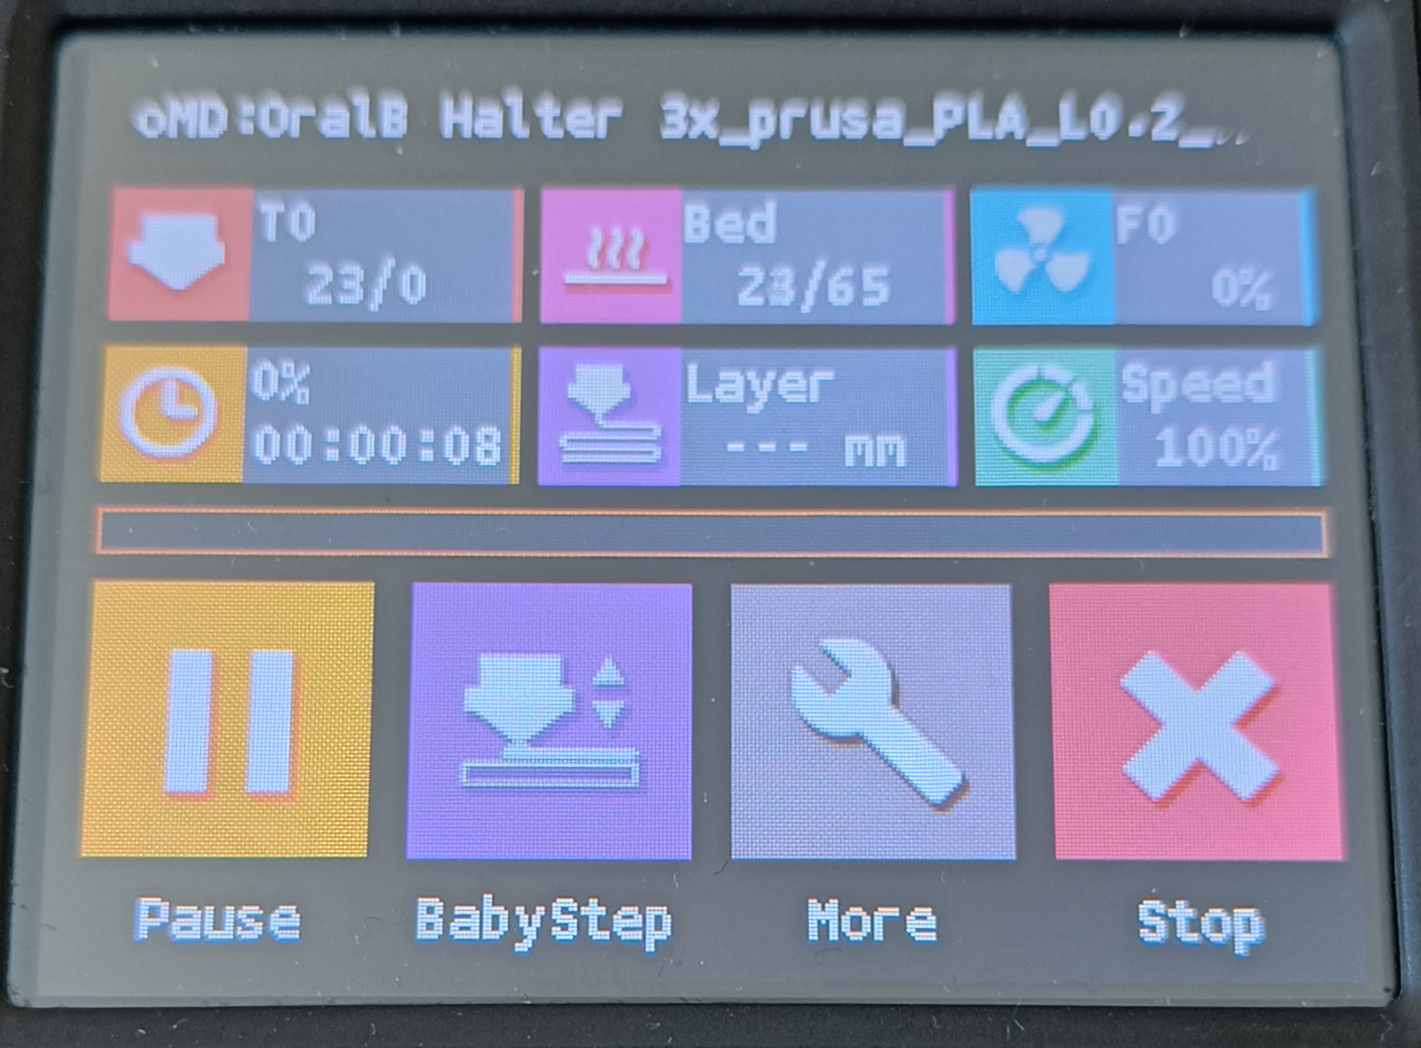 oMD:OralB Halter 3x_prusa_PLA_L0.2_..
T0
23/0
Bed
23/65
F0
0%
0%
00:00:08
Layer
--- mm
Speed
100%
Pause
BabyStep
More
Stop